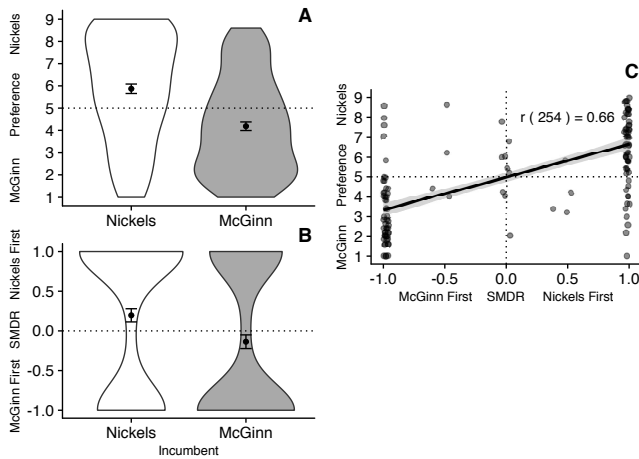 A
Nickels
Preference
McGinn
9
8
7
6
5
4
3
2
1
Nickels McGinn
B
Nickels First
SMDR
McGinn First
1.0
0.5
0.0
-0.5
-1.0
Nickels McGinn
Incumbent
C
Nickels
Preference
McGinn
9
8
7
6
5
4
3
2
1
r ( 254 ) = 0.66
-1.0 -0.5 0.0 0.5 1.0
McGinn First SMDR Nickels First